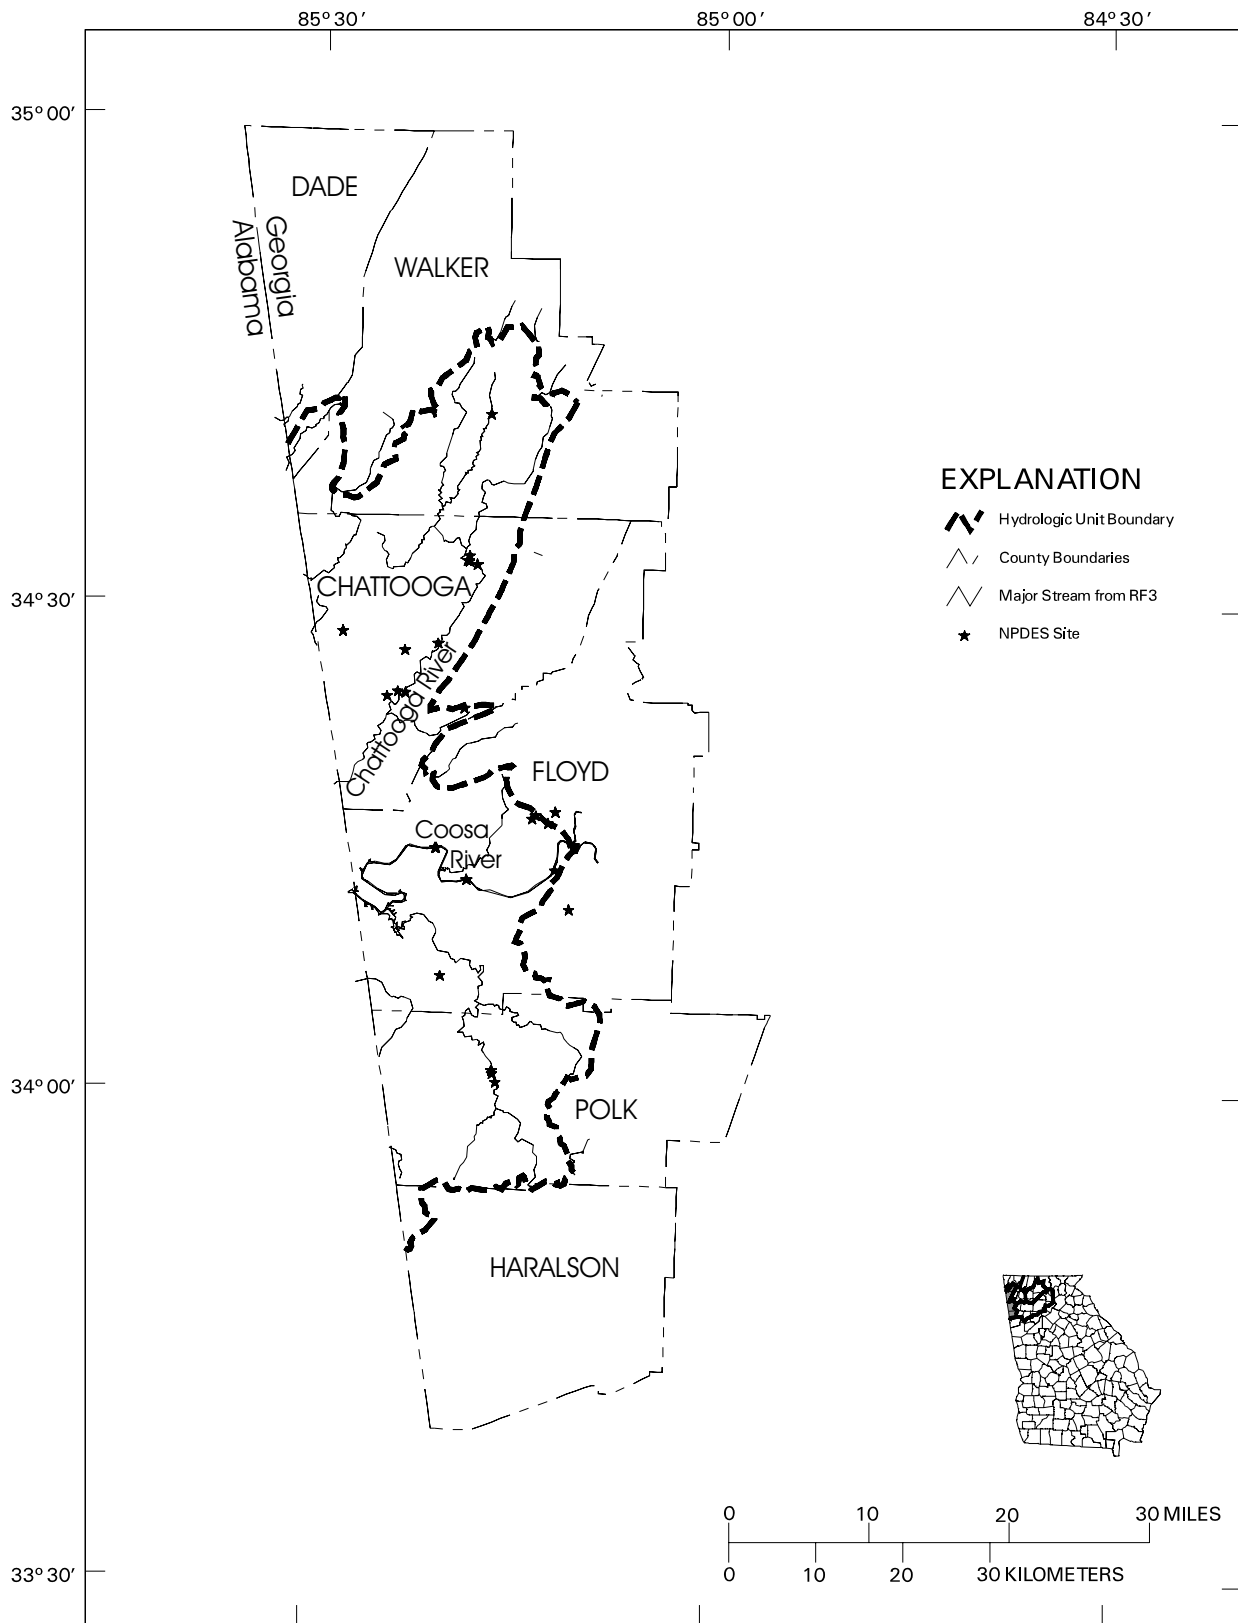 85° 30′
85° 00′
84° 30′
35° 00′
DADE
Georgia
Alabama
WALKER
EXPLANATION
Hydrologic Unit Boundary
County Boundaries
Major Stream from RF3
NPDES Site
CHATTOOGA
34° 30′
Chattooga River
FLOYD
Coosa
River
34° 00′
POLK
HARALSON
0 10 20 30 MILES
0 10 20 30 KILOMETERS
33° 30′